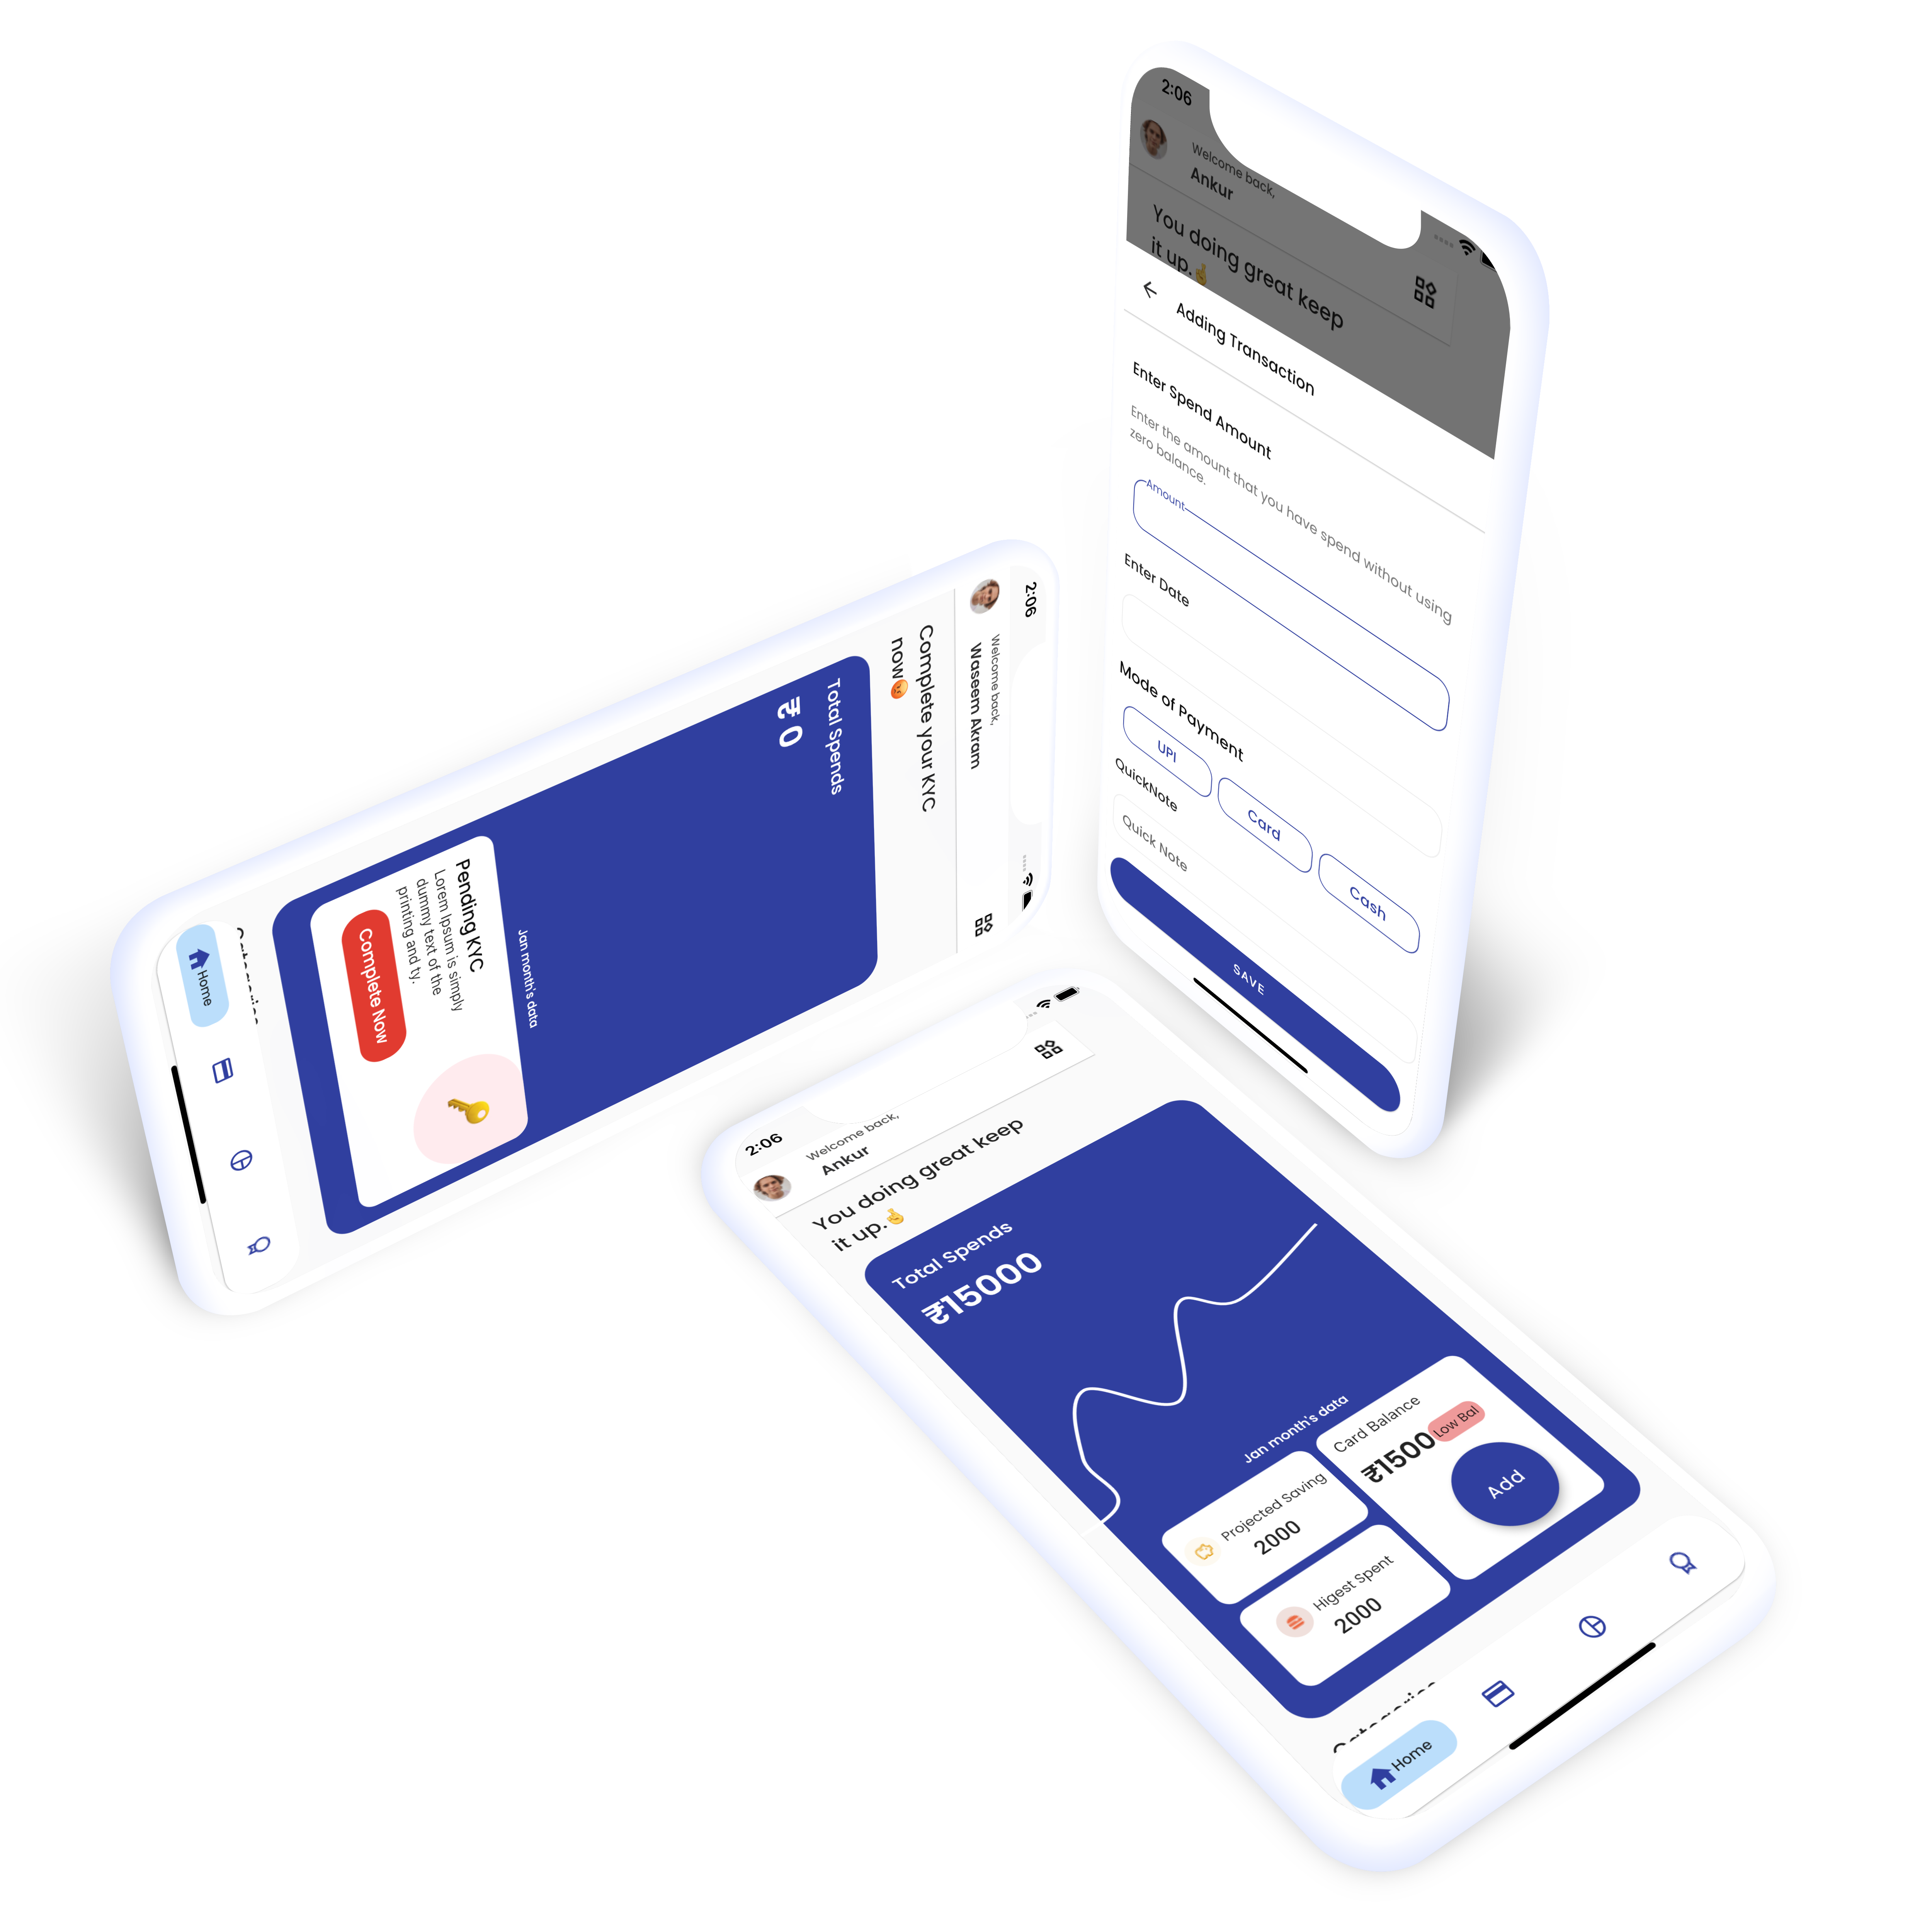 2:06
Welcome back,
Ankur
You doing great keep
it up.🤞
Adding Transaction
Enter Spend Amount
Enter the amount that you have spend without using
zero balance.
Amount
Enter Date
Mode of Payment
UPI
Card
Cash
QuickNote
Quick Note
SAVE
2:06
Welcome back,
Waseem Akram
Complete your KYC
now😡
Total Spends
₹ 0
Jan month's data
Pending KYC
Lorem Ipsum is simply
dummy text of the
printing and ty.
Complete Now
Categories
Home
2:06
Welcome back,
Ankur
You doing great keep
it up.🤞
Total Spends
₹15000
Jan month's data
Projected Saving
2000
Higest Spent
2000
Card Balance
₹1500
Low Bal
Add
Categories
Home